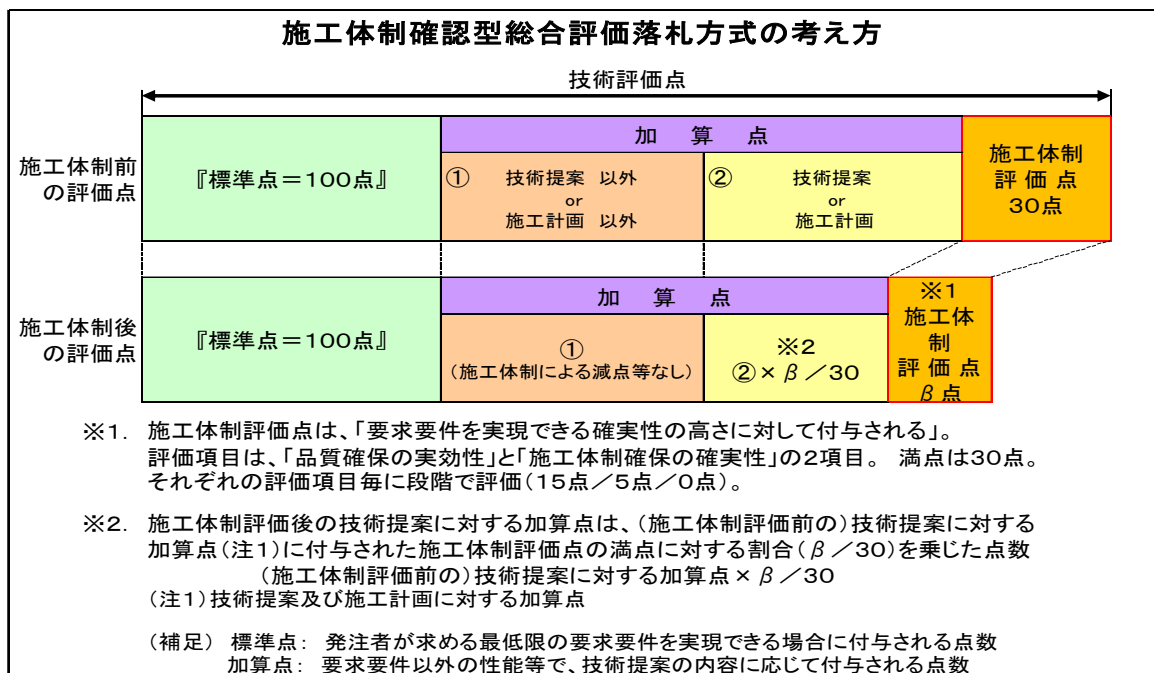 施工体制確認型総合評価落札方式の考え方
技術評価点
施工体制前
の評価点
『標準点＝100点』
加　算　点
① 技術提案 以外
or
施工計画 以外
② 技術提案
or
施工計画
施工体制
評 価 点
30点
施工体制後
の評価点
『標準点＝100点』
加　算　点
①
(施工体制による減点等なし)
※2
②×β／30
※1
施工体
制
評 価 点
β点
※1. 施工体制評価点は、「要求要件を実現できる確実性の高さに対して付与される」。
評価項目は、「品質確保の実効性」と「施工体制確保の確実性」の2項目。 満点は30点。
それぞれの評価項目毎に段階で評価(15点／5点／0点)。
※2. 施工体制評価後の技術提案に対する加算点は、(施工体制評価前の)技術提案に対する
加算点(注1)に付与された施工体制評価点の満点に対する割合(β／30)を乗じた点数
(施工体制評価前の)技術提案に対する加算点×β／30
(注1)技術提案及び施工計画に対する加算点
(補足) 標準点： 発注者が求める最低限の要求要件を実現できる場合に付与される点数
加算点： 要求要件以外の性能等で、技術提案の内容に応じて付与される点数